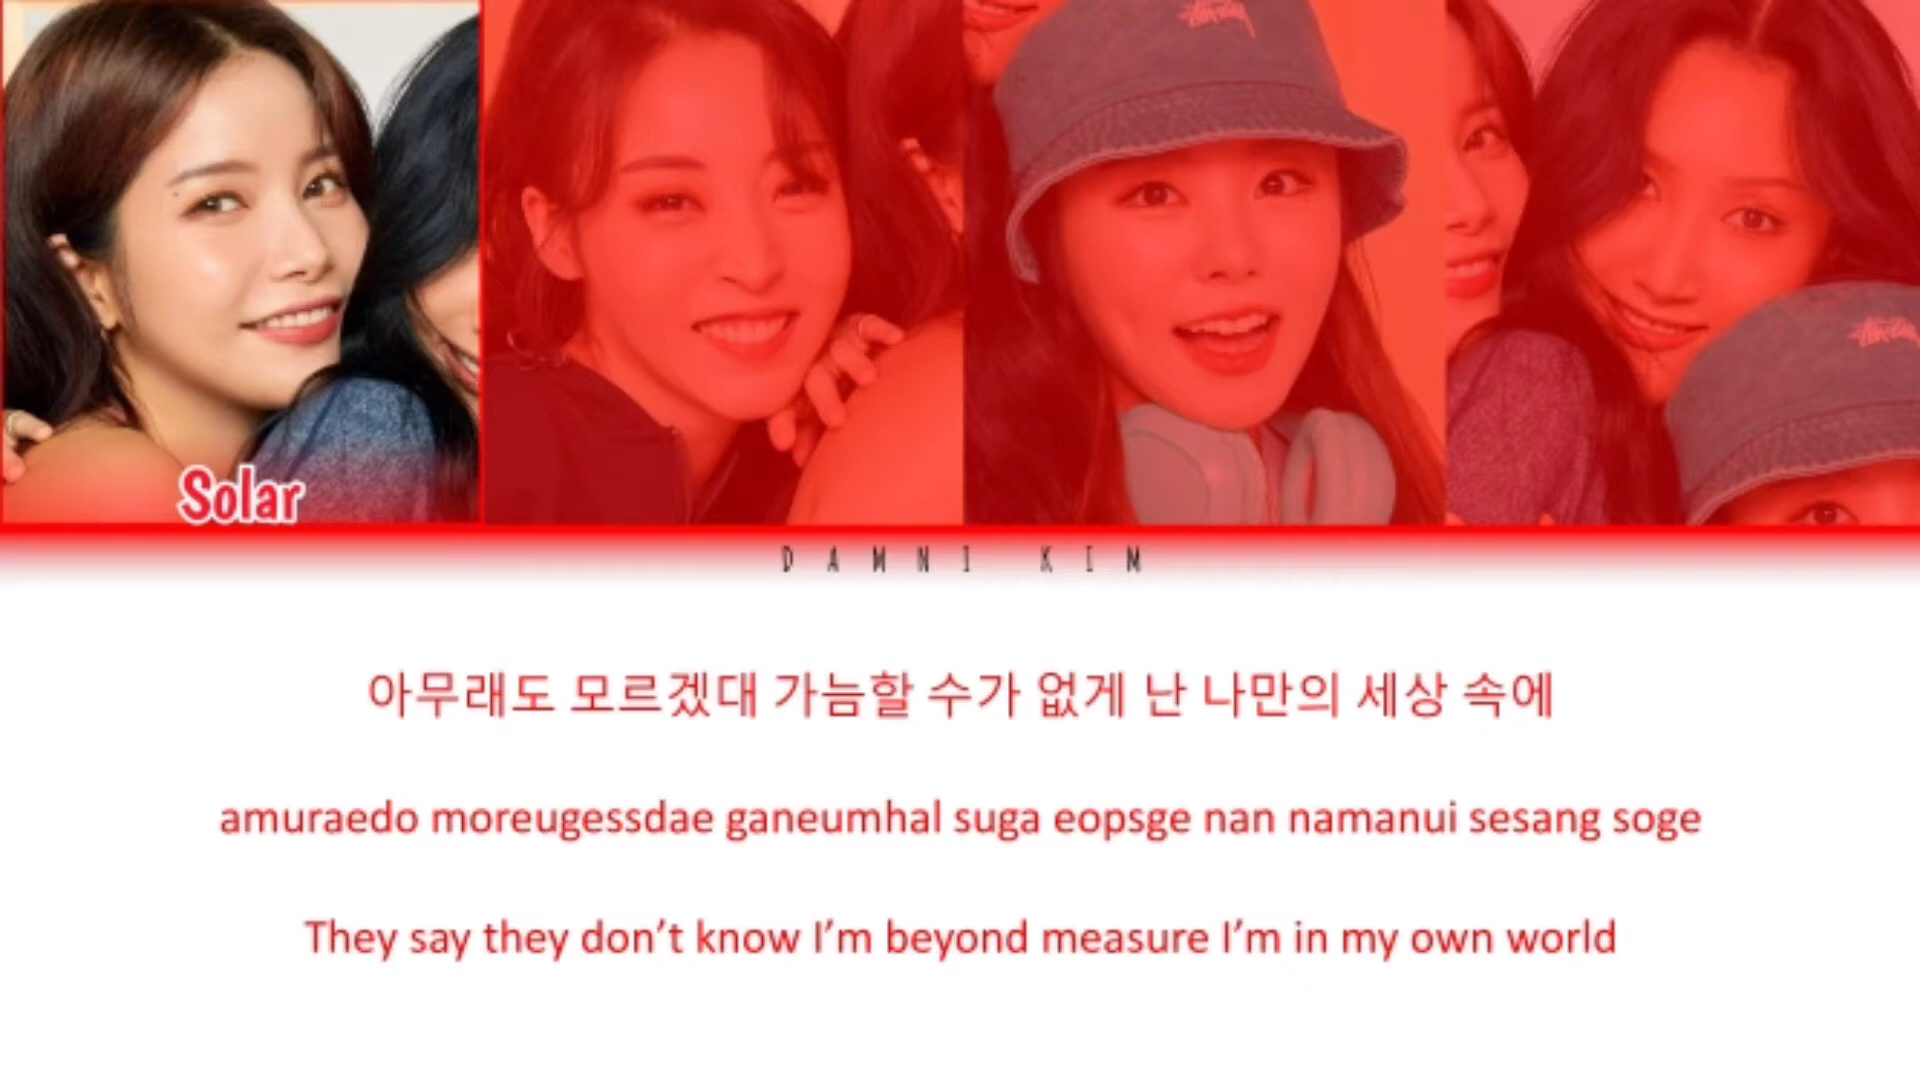 Solar
DAMNI KIM
아무래도 모르겠대 가늠할 수가 없게 난 나만의 세상 속에
amuraedo moreugessdae ganeumhal suga eopsge nan namanui sesang soge
They say they don’t know I’m beyond measure I’m in my own world